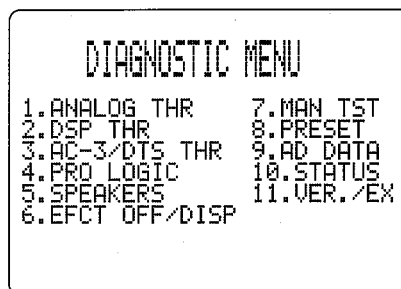 DIAGNOSTIC MENU
1.ANALOG THR
2.DSP THR
3.AC-3/DTS THR
4.PRO LOGIC
5.SPEAKERS
6.EFCT OFF/DISP
7.MAN TST
8.PRESET
9.AD DATA
10.STATUS
11.VER./EX